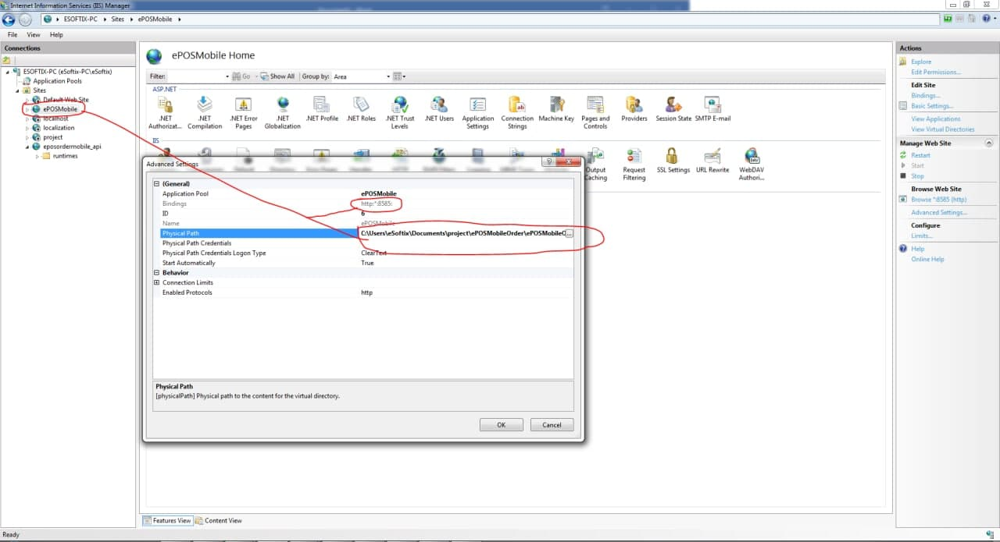 Internet Information Services (IIS) Manager
ESOFTIX-PC
Sites
ePOSMobile
File View Help
Connections
ESOFTIX-PC (eSoftix-PC\eSoftix)
Application Pools
Sites
Default Web Site
ePOSMobile
localhost
localization
project
eposordermobile_api
runtimes
ePOSMobile Home
Filter: Go Show All Group by: Area
ASP.NET
.NET Authorizat...
.NET Compilation
.NET Error Pages
.NET Globalization
.NET Profile
.NET Roles
.NET Trust Levels
.NET Users
Application Settings
Connection Strings
Machine Key
Pages and Controls
Providers
Session State
SMTP E-mail
IIS
Output Caching
Request Filtering
SSL Settings
URL Rewrite
WebDAV Authori...
Advanced Settings
(General)
Application Pool ePOSMobile
Bindings http:*:8585:
ID 6
Name ePOSMobile
Physical Path C:\Users\eSoftix\Documents\project\ePOSMobileOrder\ePOSMobileO ...
Physical Path Credentials
Physical Path Credentials Logon Type ClearText
Start Automatically True
Behavior
Connection Limits
Enabled Protocols http
Physical Path
[physicalPath] Physical path to the content for the virtual directory.
OK Cancel
Features View Content View
Actions
Explore
Edit Permissions...
Edit Site
Bindings...
Basic Settings...
View Applications
View Virtual Directories
Manage Web Site
Restart
Start
Stop
Browse Web Site
Browse *:8585 (http)
Advanced Settings...
Configure
Limits...
Help
Online Help
Ready